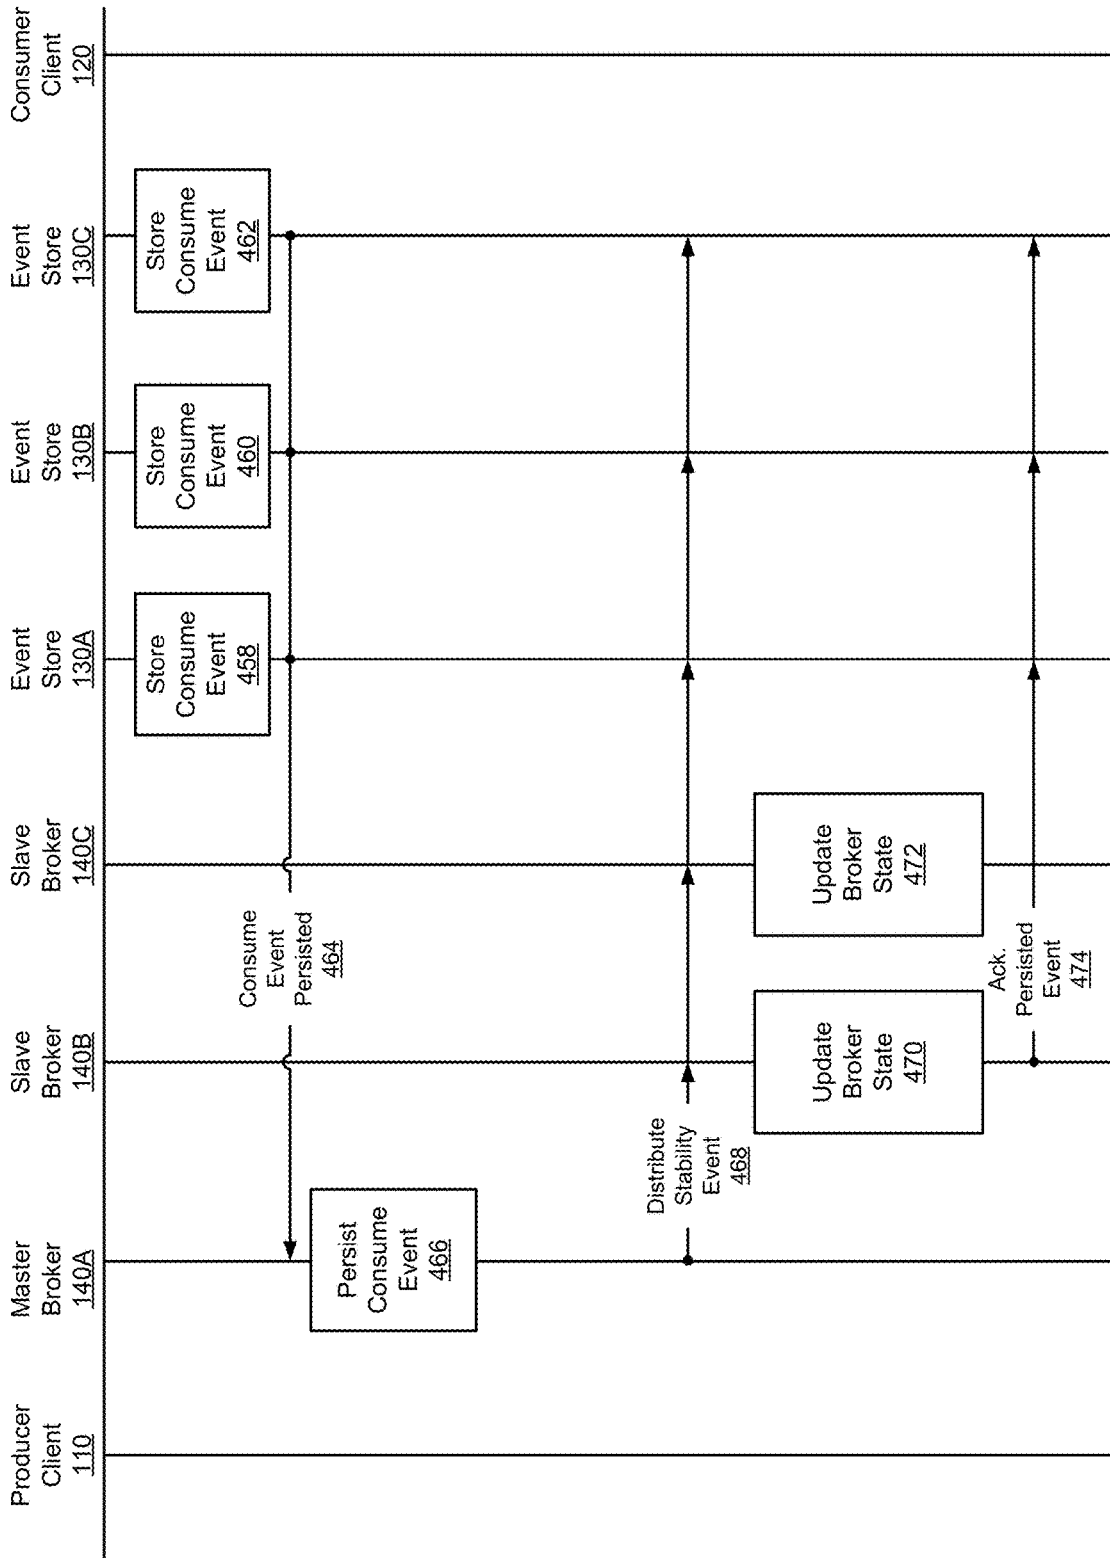 Producer
Client
110
Master
Broker
140A
Slave
Broker
140B
Slave
Broker
140C
Event
Store
130A
Event
Store
130B
Event
Store
130C
Consumer
Client
120
Store
Consume
Event
458
Store
Consume
Event
460
Store
Consume
Event
462
Consume
Event
Persisted
464
Persist
Consume
Event
466
Distribute
Stability
Event
468
Update
Broker
State
470
Update
Broker
State
472
Ack.
Persisted
Event
474